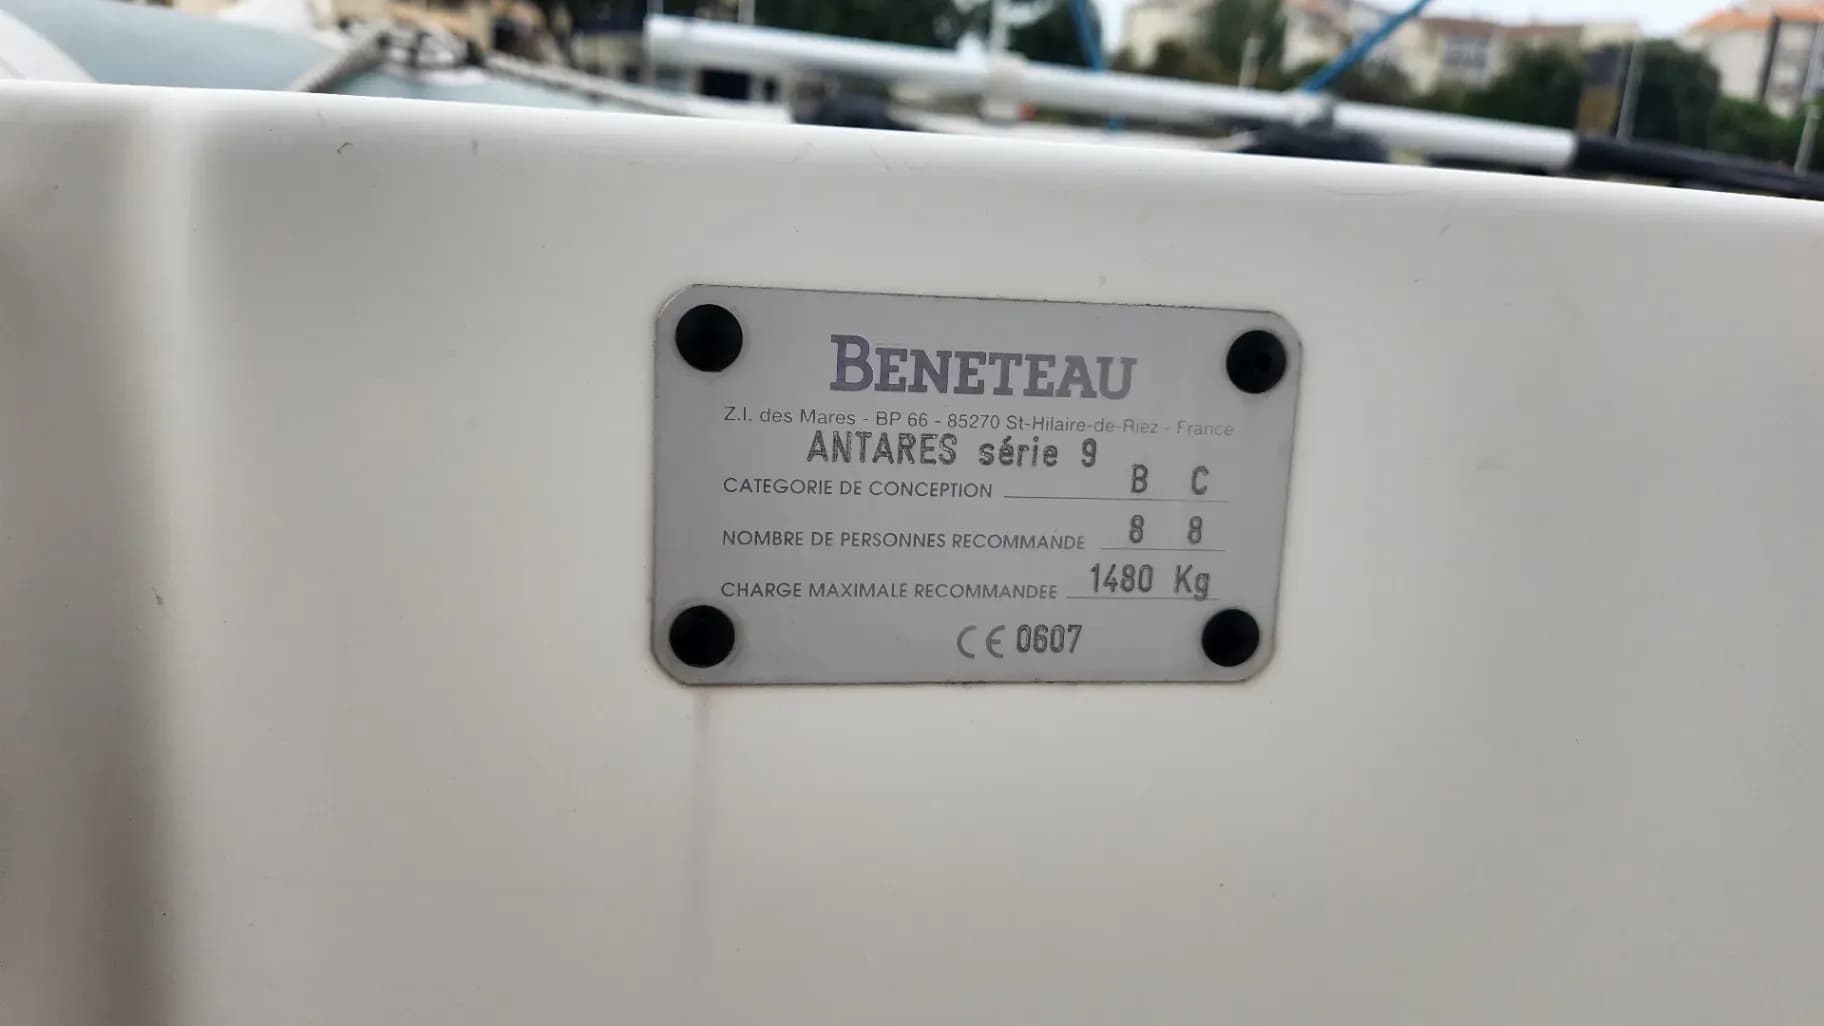 BENETEAU
Z.I. des Mares - BP 66 - 85270 St-Hilaire-de-Riez - France
ANTARES série 9
CATEGORIE DE CONCEPTION B C
NOMBRE DE PERSONNES RECOMMANDE 8 8
CHARGE MAXIMALE RECOMMANDEE 1480 Kg
CE 0607